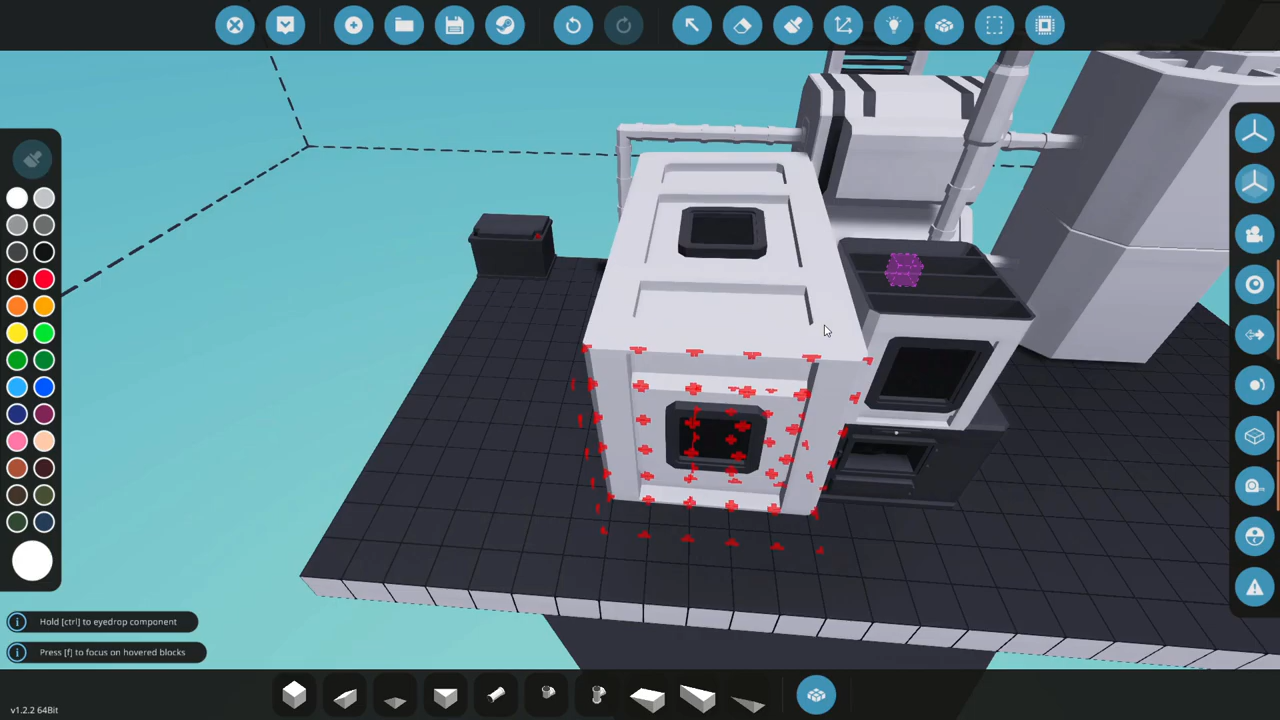 Hold [ctrl] to eyedrop component
Press [f] to focus on hovered blocks
v1.2.2 64Bit